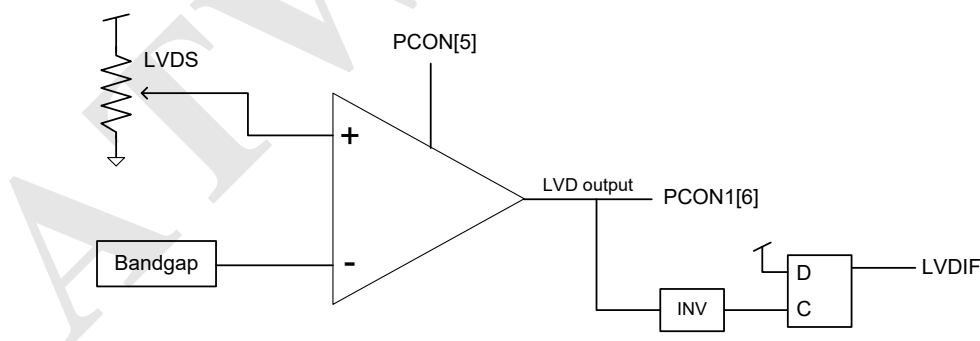 PCON[5]
LVDS
+
LVD output
PCON1[6]
Bandgap
-
D
LVDIF
INV
C